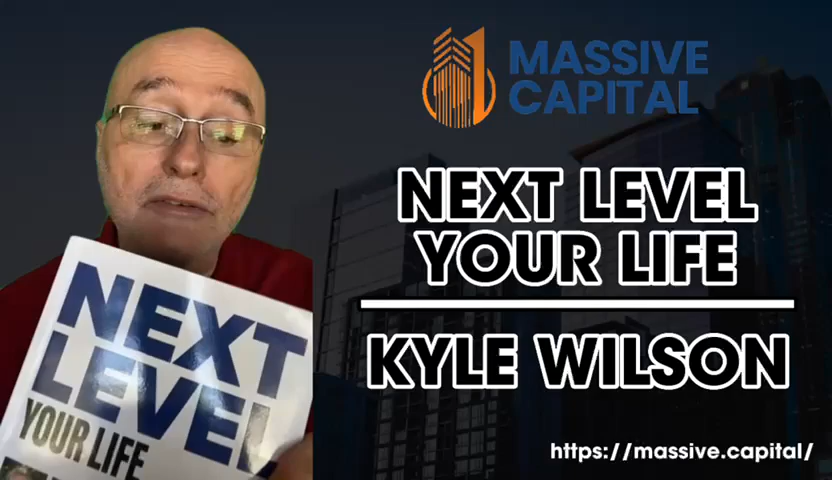 MASSIVE
CAPITAL
NEXT LEVEL
YOUR LIFE
KYLE WILSON
https://massive.capital/
NEXT
LEVEL
YOUR LIFE